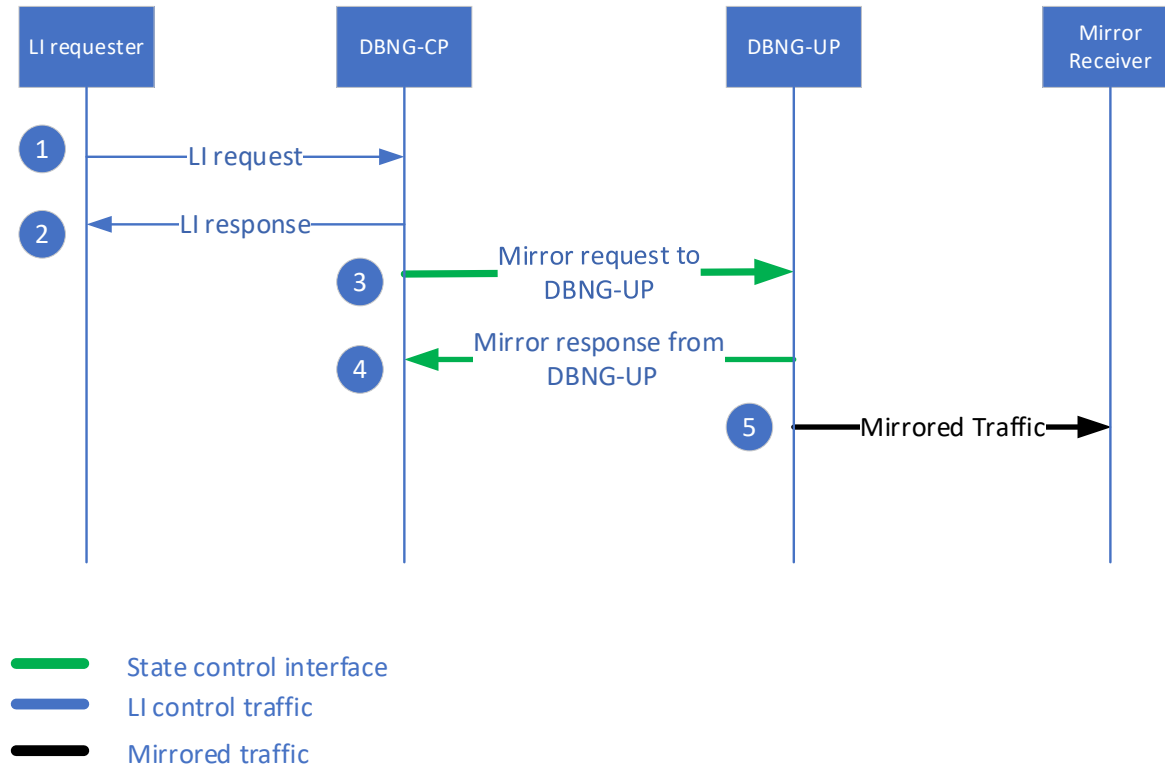 LI requester
DBNG-CP
DBNG-UP
Mirror
Receiver
1
LI request
2
LI response
3
Mirror request to
DBNG-UP
4
Mirror response from
DBNG-UP
5
Mirrored Traffic
State control interface
LI control traffic
Mirrored traffic